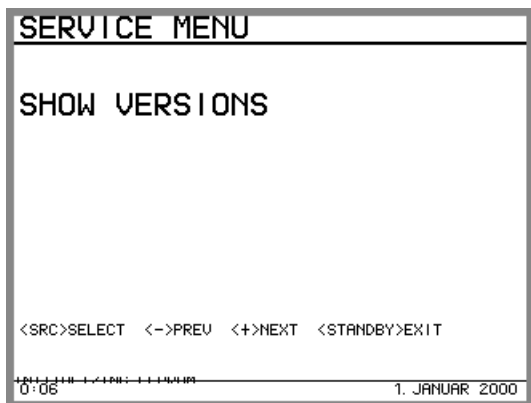 SERVICE MENU
SHOW VERSIONS
<SRC>SELECT <->PREV <+>NEXT <STANDBY>EXIT
0:06 1. JANUAR 2000